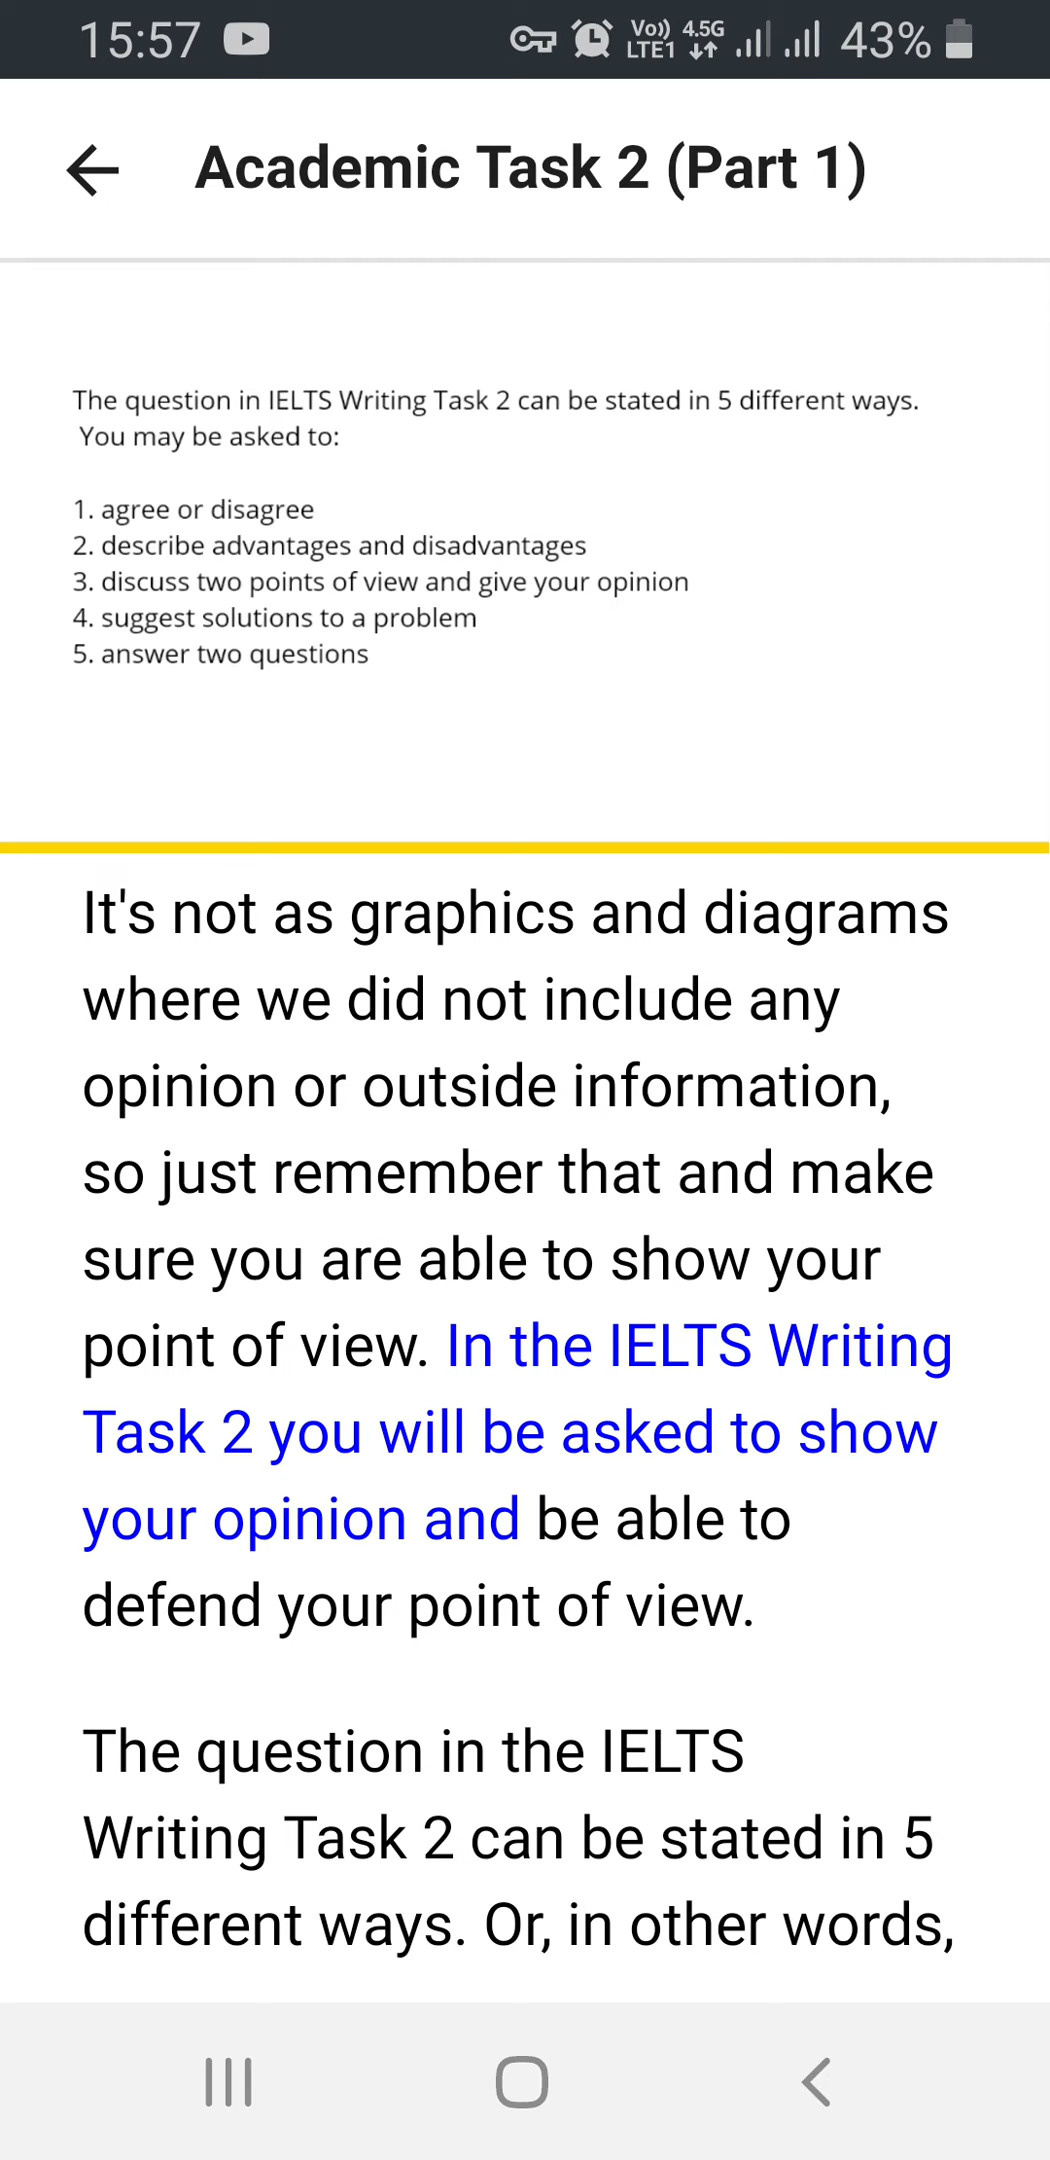 15:57
Vo)) LTE1 4.5G 43%
Academic Task 2 (Part 1)
The question in IELTS Writing Task 2 can be stated in 5 different ways.
You may be asked to:
1. agree or disagree
2. describe advantages and disadvantages
3. discuss two points of view and give your opinion
4. suggest solutions to a problem
5. answer two questions
It's not as graphics and diagrams
where we did not include any
opinion or outside information,
so just remember that and make
sure you are able to show your
point of view. In the IELTS Writing
Task 2 you will be asked to show
your opinion and be able to
defend your point of view.
The question in the IELTS
Writing Task 2 can be stated in 5
different ways. Or, in other words,